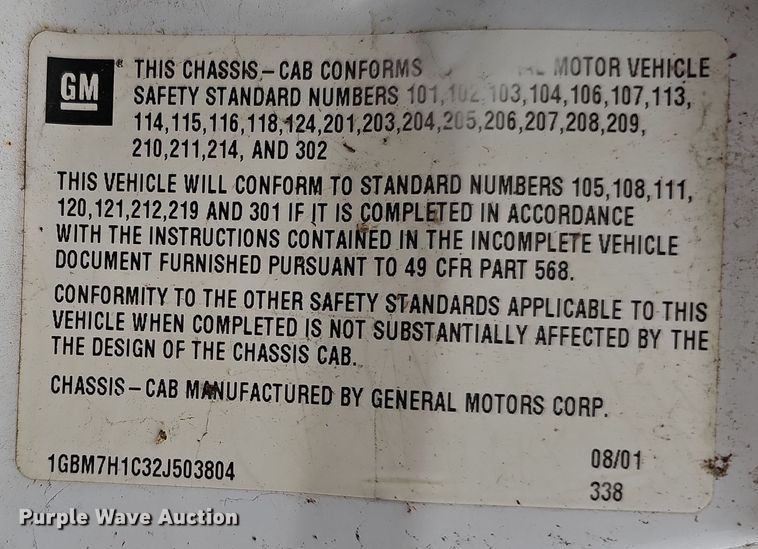 GM ® THIS CHASSIS-CAB CONFORMS MOTOR VEHICLE
SAFETY STANDARD NUMBERS 101,102,103,104,106,107,113,
114,115,116,118,124,201,203,204,205,206,207,208,209,
210,211,214, AND 302
THIS VEHICLE WILL CONFORM TO STANDARD NUMBERS 105,108,111,
120,121,212,219 AND 301 IF IT IS COMPLETED IN ACCORDANCE
WITH THE INSTRUCTIONS CONTAINED IN THE INCOMPLETE VEHICLE
DOCUMENT FURNISHED PURSUANT TO 49 CFR PART 568.
CONFORMITY TO THE OTHER SAFETY STANDARDS APPLICABLE TO THIS
VEHICLE WHEN COMPLETED IS NOT SUBSTANTIALLY AFFECTED BY THE
THE DESIGN OF THE CHASSIS CAB.
CHASSIS-CAB MANUFACTURED BY GENERAL MOTORS CORP.
1GBM7H1C32J503804 08/01
338
Purple Wave Auction